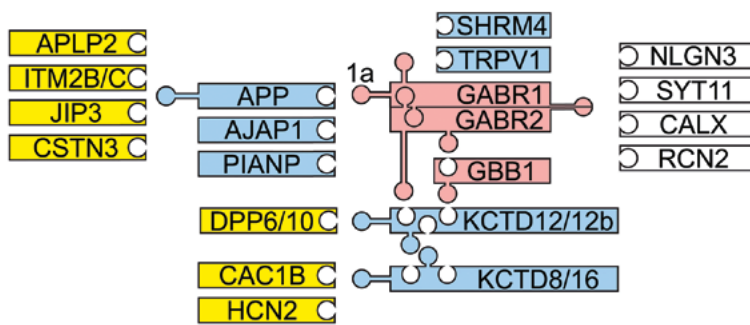 APLP2
ITM2B/C
JIP3
CSTN3
APP
AJAP1
PIANP
DPP6/10
CAC1B
HCN2
SHRM4
TRPV1
1a
GABR1
GABR2
GBB1
KCTD12/12b
KCTD8/16
NLGN3
SYT11
CALX
RCN2